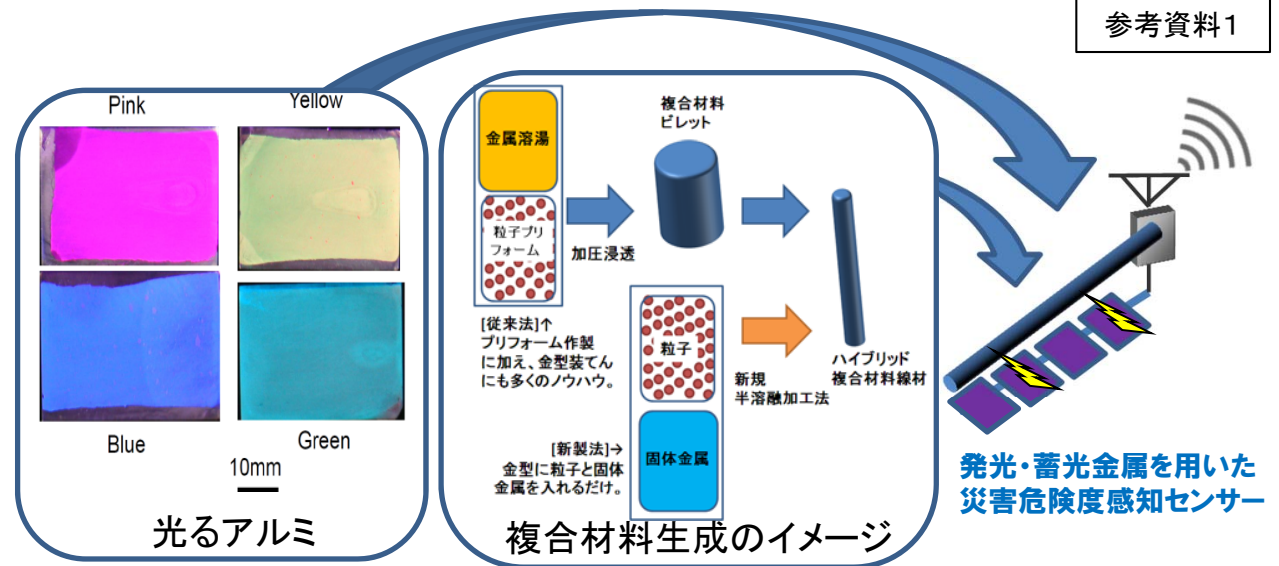 参考資料1
Pink
Yellow
Blue
Green
10mm
光るアルミ
金属溶湯
粒子プリ
フォーム
加圧浸透
複合材料
ビレット
[従来法]↑
プリフォーム作製
に加え、金型装てん
にも多くのノウハウ。
粒子
新規
半溶融加工法
ハイブリッド
複合材料線材
[新製法]→
金型に粒子と固体
金属を入れるだけ。
固体金属
複合材料生成のイメージ
発光・蓄光金属を用いた
災害危険度感知センサー